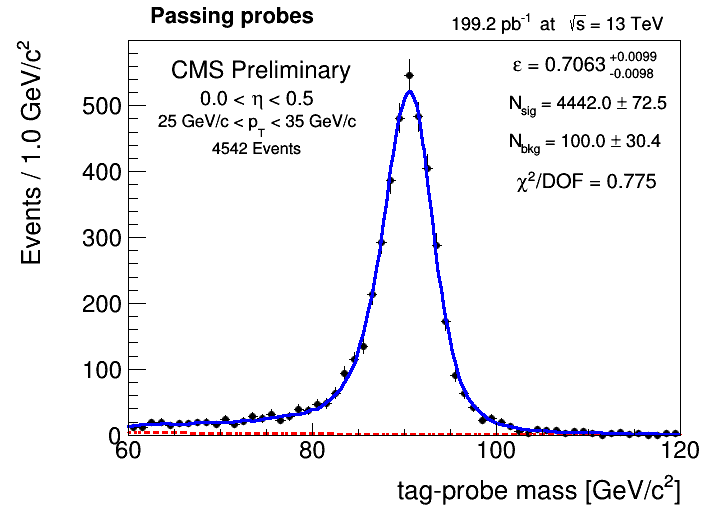 Passing probes
199.2 pb⁻¹ at √s = 13 TeV
CMS Preliminary
0.0 < η < 0.5
25 GeV/c < p_T < 35 GeV/c
4542 Events
ε = 0.7063 +0.0099 -0.0098
N_sig = 4442.0 ± 72.5
N_bkg = 100.0 ± 30.4
χ²/DOF = 0.775
Events / 1.0 GeV/c²
500
400
300
200
100
0
60 80 100 120
tag-probe mass [GeV/c²]